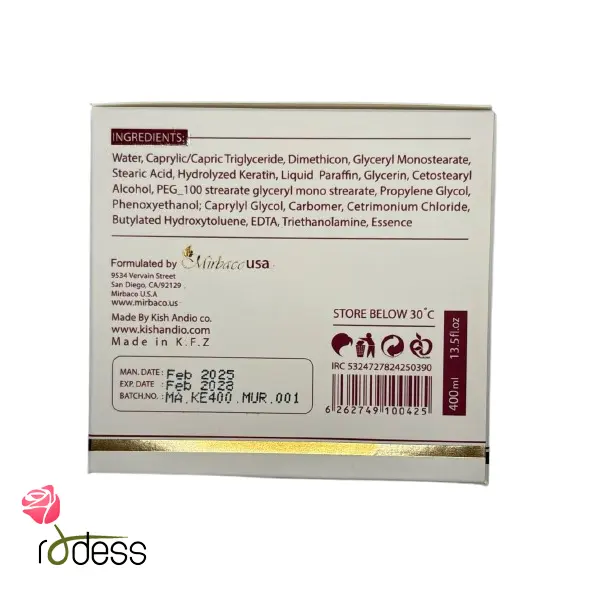 INGREDIENTS:
Water, Caprylic/Capric Triglyceride, Dimethicon, Glyceryl Monostearate,
Stearic Acid, Hydrolyzed Keratin, Liquid Paraffin, Glycerin, Cetostearyl
Alcohol, PEG_100 strearate glyceryl mono strearate, Propylene Glycol,
Phenoxyethanol; Caprylyl Glycol, Carbomer, Cetrimonium Chloride,
Butylated Hydroxytoluene, EDTA, Triethanolamine, Essence
Formulated by Mirbaco usa
9534 Vervain Street
San Diego, CA/92129
Mirbaco U.S.A
www.mirbaco.us
Made By Kish Andio co.
www.kishandio.com
Made in K.F.Z
MAN. DATE: Feb 2025
EXP. DATE: Feb 2028
BATCH.NO.: MA.KE400.MUR.001
STORE BELOW 30°C
IRC 5324727824250390
6 262749 100425
400ml 13.5fl.oz
rodess